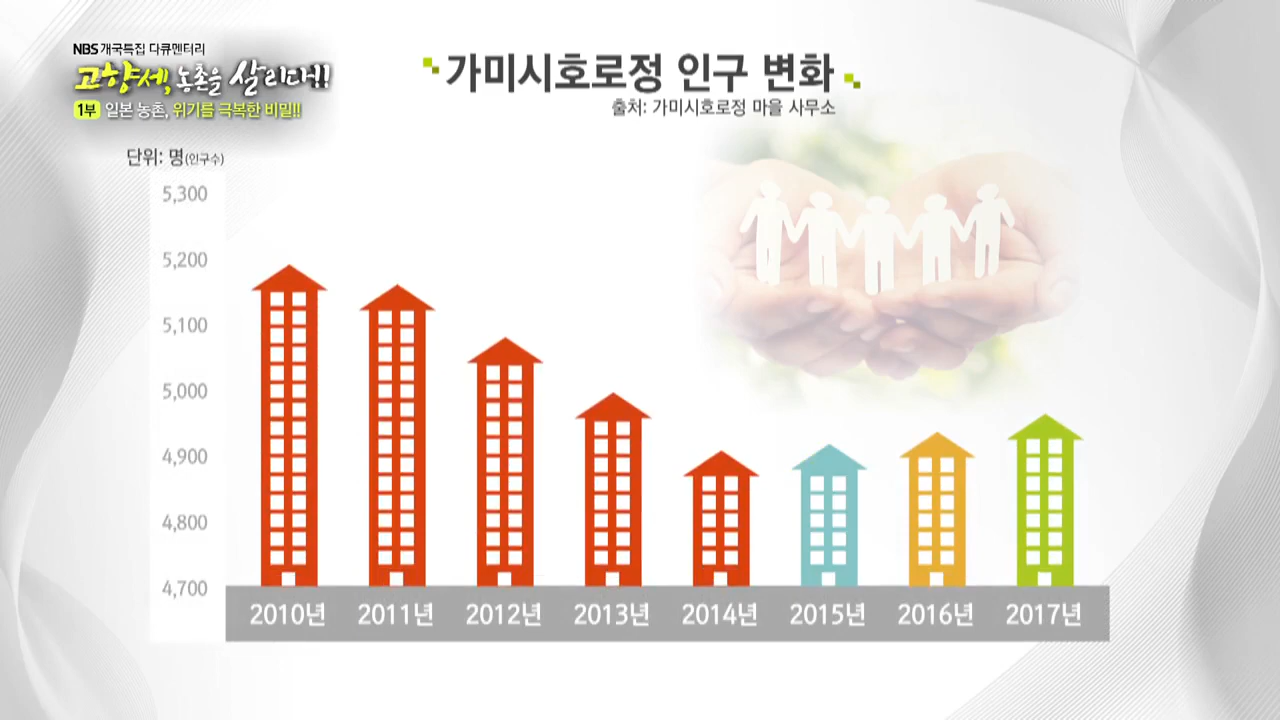 NBS 개국특집 다큐멘터리
고향세, 농촌을 살리다!!
1부 일본 농촌, 위기를 극복한 비밀!!
가미시호로정 인구 변화
출처: 가미시호로정 마을 사무소
단위: 명(인구수)
5,300
5,200
5,100
5,000
4,900
4,800
4,700
2010년 2011년 2012년 2013년 2014년 2015년 2016년 2017년